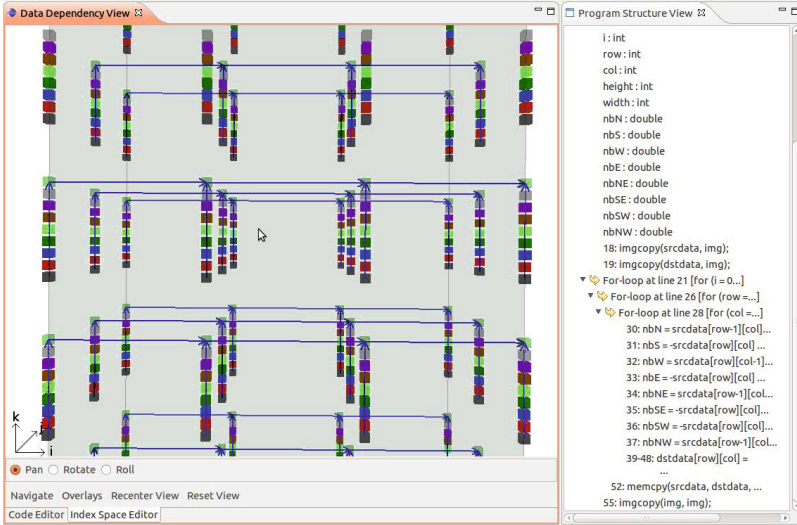 Data Dependency View
Program Structure View
i : int
row : int
col : int
height : int
width : int
nbN : double
nbS : double
nbW : double
nbE : double
nbNE : double
nbSE : double
nbSW : double
nbNW : double
18: imgcopy(srcdata, img);
19: imgcopy(dstdata, img);
For-loop at line 21 [for (i = 0...]
For-loop at line 26 [for (row =...]
For-loop at line 28 [for (col =...]
30: nbN = srcdata[row-1][col]...
31: nbS = -srcdata[row][col] ...
32: nbW = srcdata[row][col-1]...
33: nbE = -srcdata[row][col] ...
34: nbNE = srcdata[row-1][col...
35: nbSE = -srcdata[row][col]...
36: nbSW = -srcdata[row][col]...
37: nbNW = srcdata[row-1][col...
39-48: dstdata[row][col] =
...
52: memcpy(srcdata, dstdata, ...
55: imgcopy(img, img);
k
j
i
Pan Rotate Roll
Navigate Overlays Recenter View Reset View
Code Editor Index Space Editor